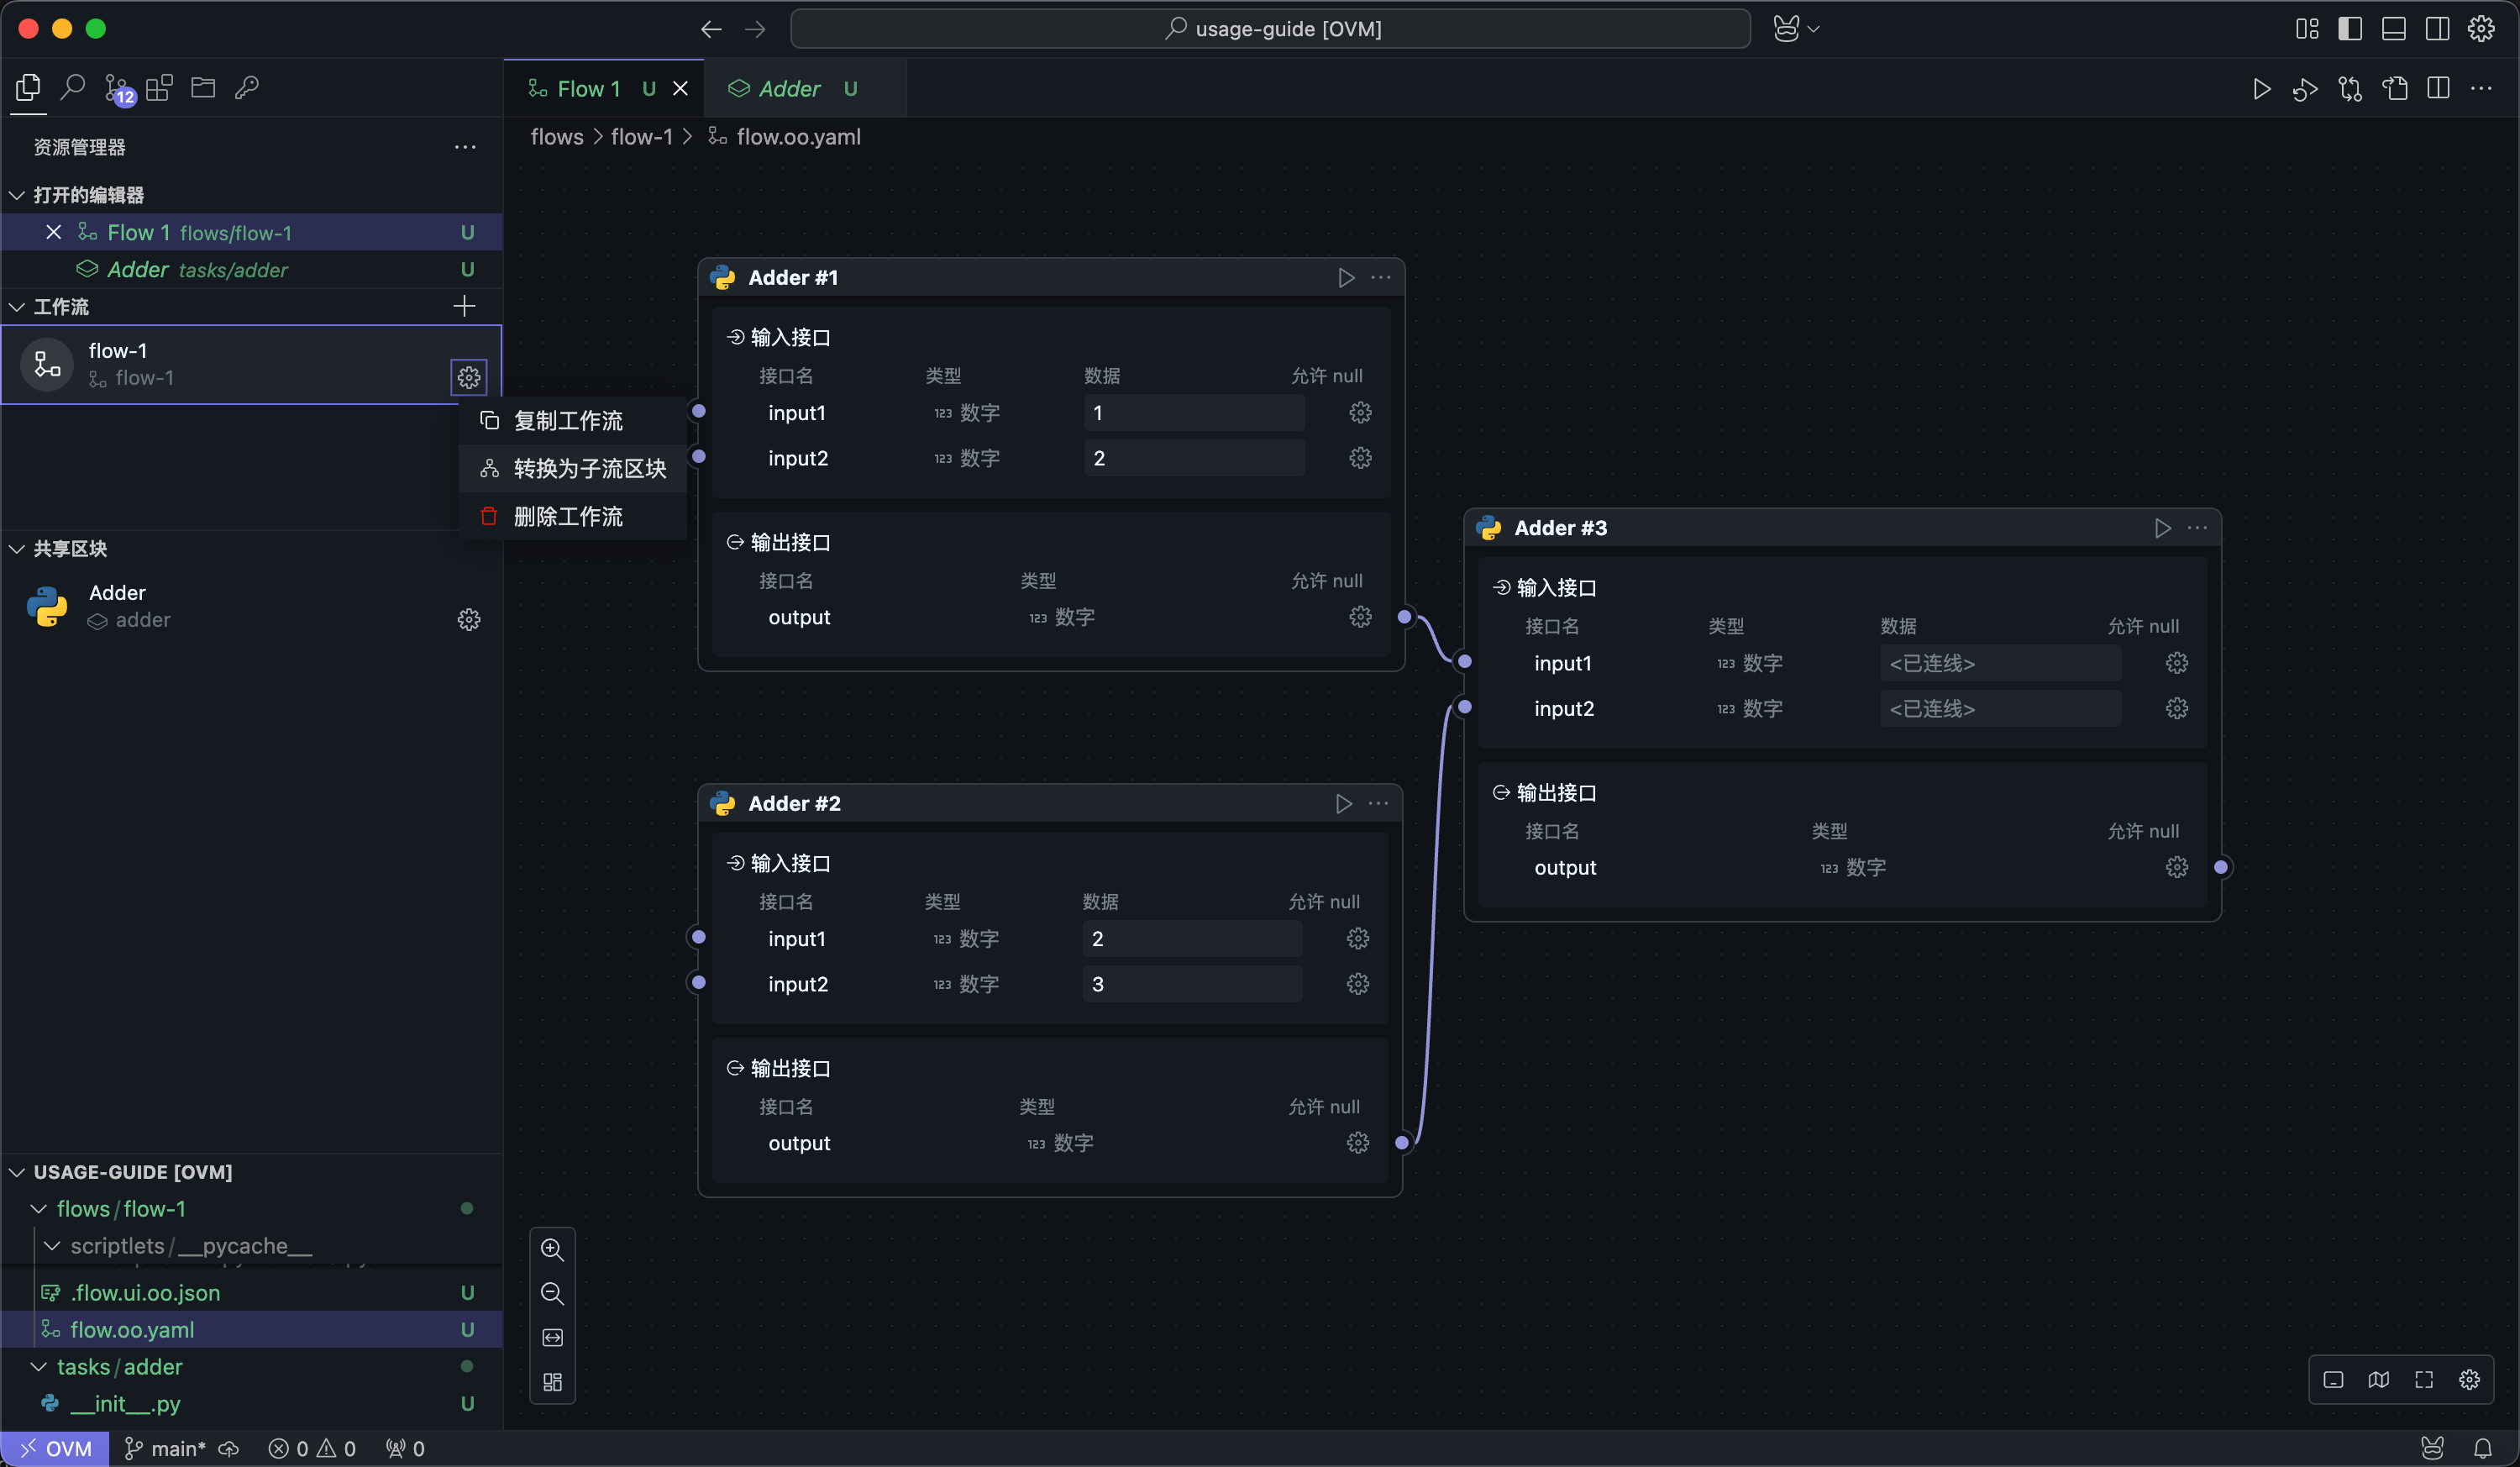 usage-guide [OVM]
12
Flow 1 U
Adder U
资源管理器
flows > flow-1 > flow.oo.yaml
打开的编辑器
Flow 1 flows/flow-1 U
Adder tasks/adder U
工作流
flow-1
flow-1
复制工作流
转换为子流区块
删除工作流
共享区块
Adder
adder
USAGE-GUIDE [OVM]
flows/flow-1
scriptlets/__pycache__
.flow.ui.oo.json U
flow.oo.yaml U
tasks/adder
__init__.py U
Adder #1
输入接口
接口名 类型 数据 允许 null
input1 123 数字 1
input2 123 数字 2
输出接口
接口名 类型 允许 null
output 123 数字
Adder #2
输入接口
接口名 类型 数据 允许 null
input1 123 数字 2
input2 123 数字 3
输出接口
接口名 类型 允许 null
output 123 数字
Adder #3
输入接口
接口名 类型 数据 允许 null
input1 123 数字 <已连线>
input2 123 数字 <已连线>
输出接口
接口名 类型 允许 null
output 123 数字
OVM main* 0 0 0